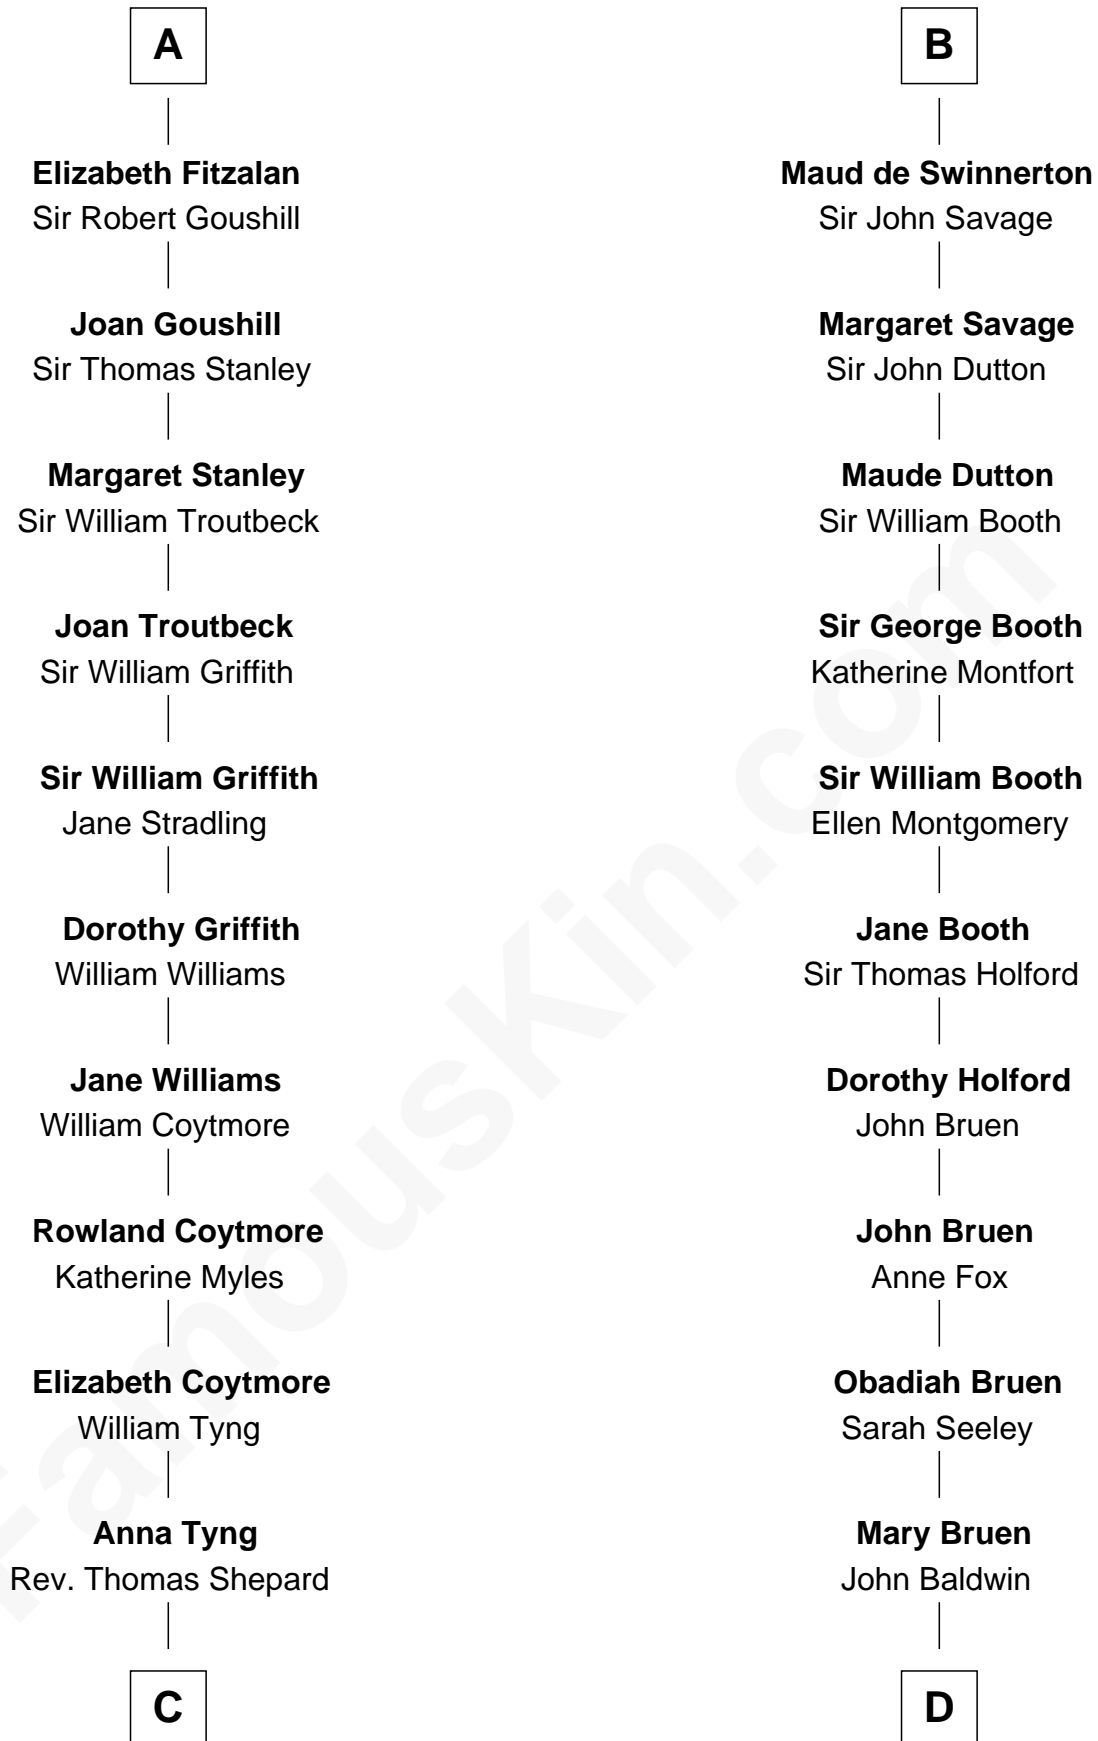 A
Elizabeth Fitzalan
Sir Robert Goushill
Joan Goushill
Sir Thomas Stanley
Margaret Stanley
Sir William Troutbeck
Joan Troutbeck
Sir William Griffith
Sir William Griffith
Jane Stradling
Dorothy Griffith
William Williams
Jane Williams
William Coytmore
Rowland Coytmore
Katherine Myles
Elizabeth Coytmore
William Tyng
Anna Tyng
Rev. Thomas Shepard
C
B
Maud de Swinnerton
Sir John Savage
Margaret Savage
Sir John Dutton
Maude Dutton
Sir William Booth
Sir George Booth
Katherine Montfort
Sir William Booth
Ellen Montgomery
Jane Booth
Sir Thomas Holford
Dorothy Holford
John Bruen
John Bruen
Anne Fox
Obadiah Bruen
Sarah Seeley
Mary Bruen
John Baldwin
D
FamousKin.com